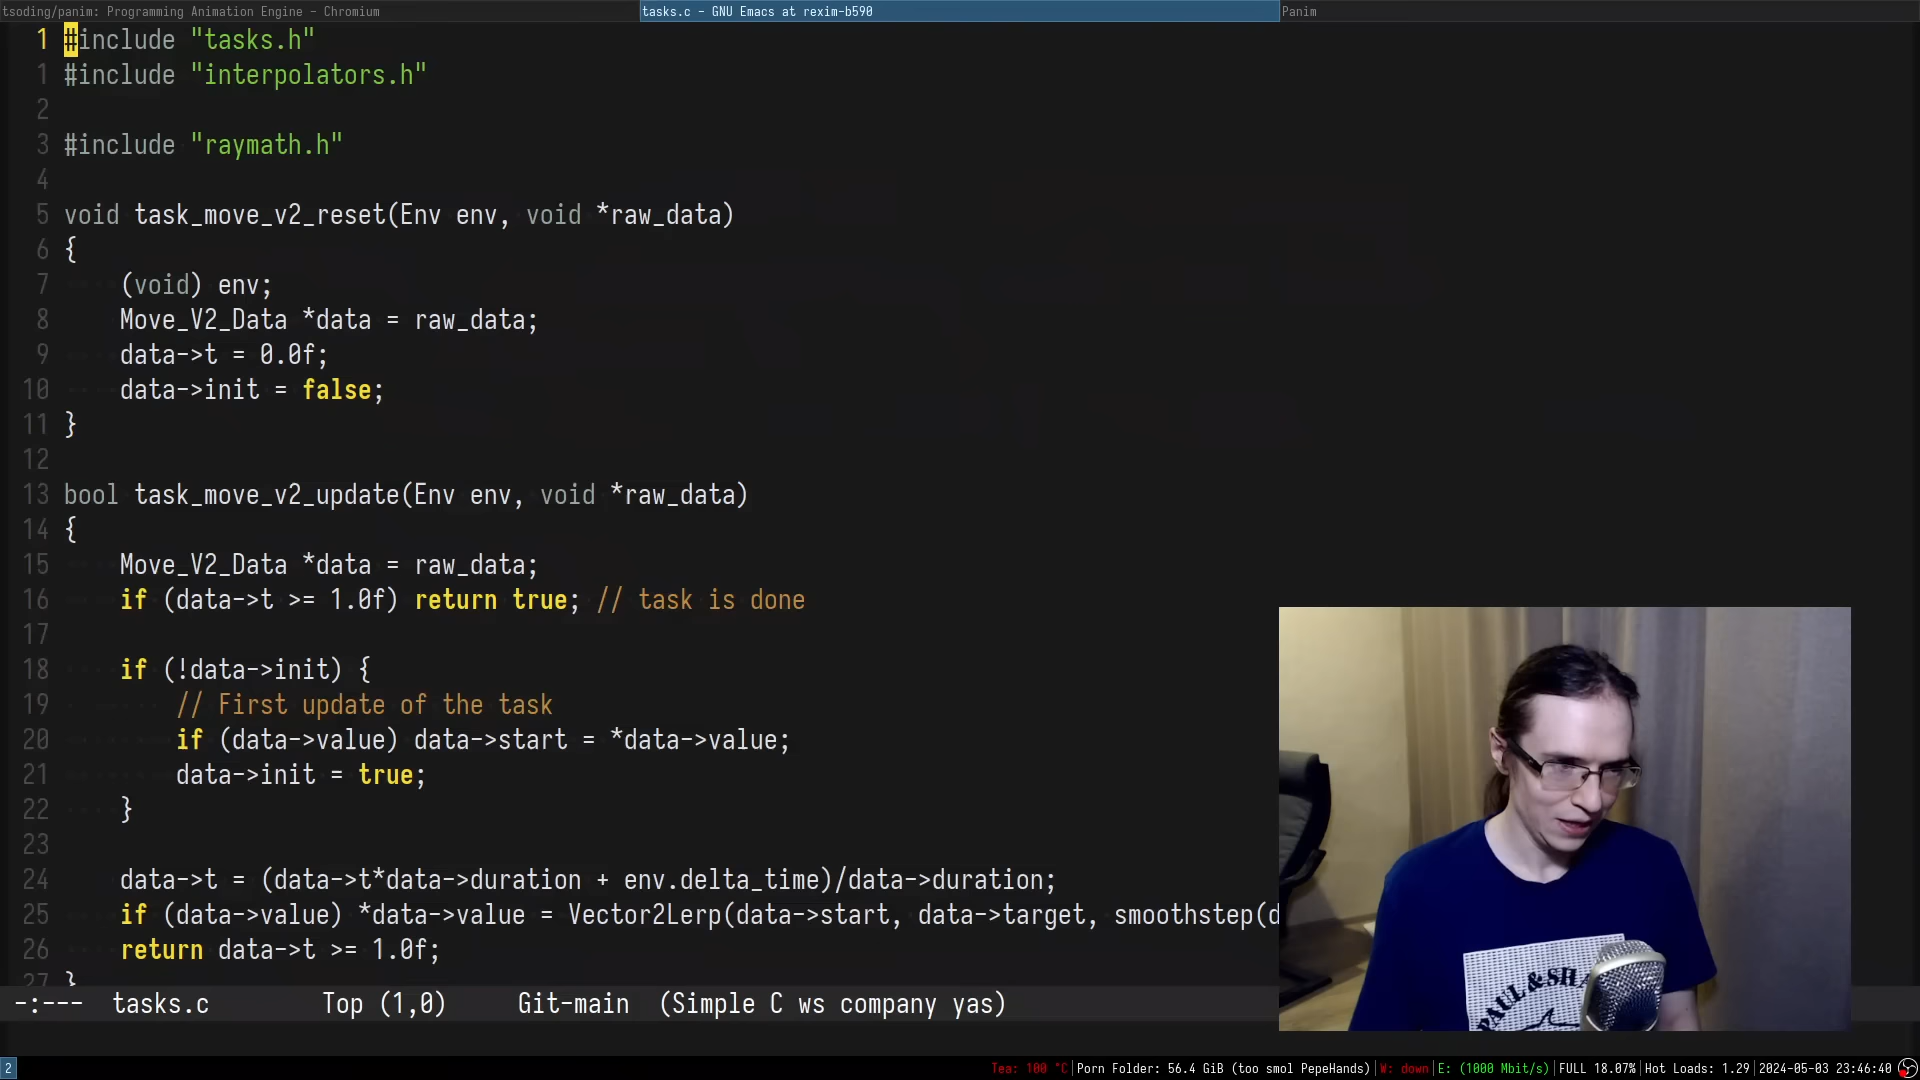 tsoding/panim: Programming Animation Engine - Chromium
tasks.c - GNU Emacs at rexim-b590
Panim
1 #include "tasks.h"
1 #include "interpolators.h"
2
3 #include "raymath.h"
4
5 void task_move_v2_reset(Env env, void *raw_data)
6 {
7 (void) env;
8 Move_V2_Data *data = raw_data;
9 data->t = 0.0f;
10 data->init = false;
11 }
12
13 bool task_move_v2_update(Env env, void *raw_data)
14 {
15 Move_V2_Data *data = raw_data;
16 if (data->t >= 1.0f) return true; // task is done
17
18 if (!data->init) {
19 // First update of the task
20 if (data->value) data->start = *data->value;
21 data->init = true;
22 }
23
24 data->t = (data->t*data->duration + env.delta_time)/data->duration;
25 if (data->value) *data->value = Vector2Lerp(data->start, data->target, smoothstep(d
26 return data->t >= 1.0f;
27 }
PAUL & SHA
-:--- tasks.c Top (1,0) Git-main (Simple C ws company yas)
2
Tea: 100 °C|Porn Folder: 56.4 GiB (too smol PepeHands)|W: down|E: (1000 Mbit/s)|FULL 18.07%|Hot Loads: 1.29|2024-05-03 23:46:40